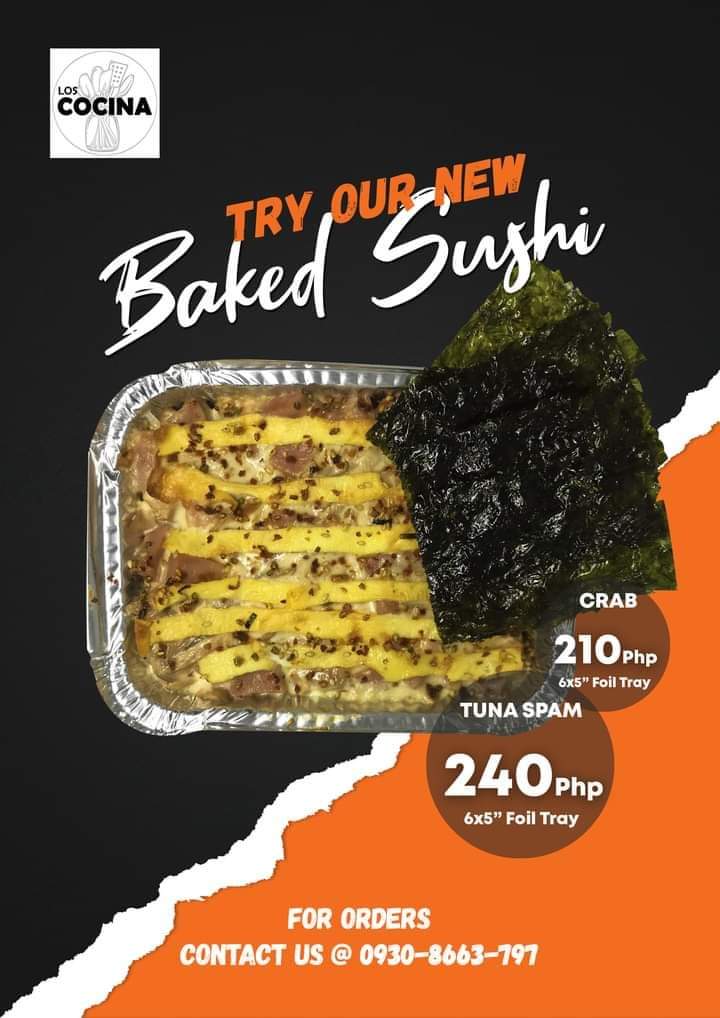 LOS
COCINA
TRY OUR NEW
Baked Sushi
CRAB
210Php
6x5" Foil Tray
TUNA SPAM
240Php
6x5" Foil Tray
FOR ORDERS
CONTACT US @ 0930-8663-797